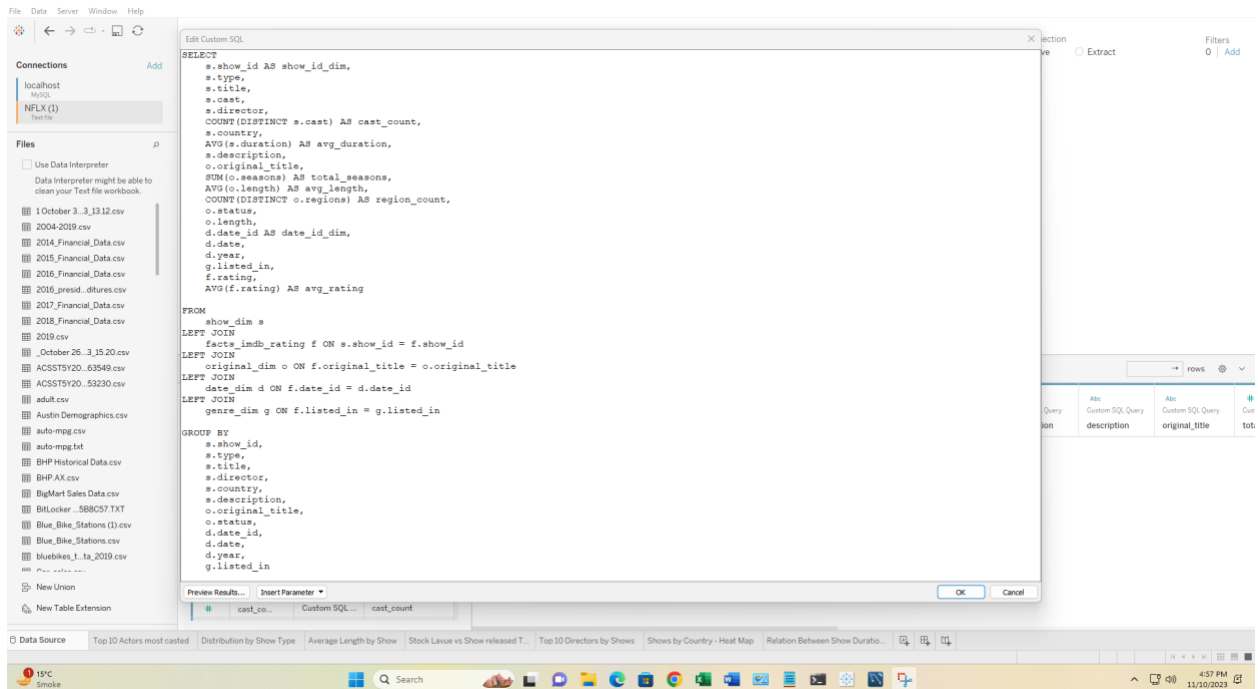 File Data Server Window Help
Connections Add
localhost
MySQL
NFLX (1)
Text file
Files
Use Data Interpreter
Data Interpreter might be able to
clean your Text file workbook.
1 October 3...3_13.12.csv
2004-2019.csv
2014_Financial_Data.csv
2015_Financial_Data.csv
2016_Financial_Data.csv
2016_presid...ditures.csv
2017_Financial_Data.csv
2018_Financial_Data.csv
2019.csv
_October 26...3_15.20.csv
ACSST5Y20...63549.csv
ACSST5Y20...53230.csv
adult.csv
Austin Demographics.csv
auto-mpg.csv
auto-mpg.txt
BHP Historical Data.csv
BHP.AX.csv
BigMart Sales Data.csv
BitLocker ...5B8C57.TXT
Blue_Bike_Stations (1).csv
Blue_Bike_Stations.csv
bluebikes_t...ta_2019.csv
New Union
New Table Extension
Edit Custom SQL
SELECT
s.show_id AS show_id_dim,
s.type,
s.title,
s.cast,
s.director,
COUNT(DISTINCT s.cast) AS cast_count,
s.country,
AVG(s.duration) AS avg_duration,
s.description,
o.original_title,
SUM(o.seasons) AS total_seasons,
AVG(o.length) AS avg_length,
COUNT(DISTINCT o.regions) AS region_count,
o.status,
o.length,
d.date_id AS date_id_dim,
d.date,
d.year,
g.listed_in,
f.rating,
AVG(f.rating) AS avg_rating
FROM
show_dim s
LEFT JOIN
facts_imdb_rating f ON s.show_id = f.show_id
LEFT JOIN
original_dim o ON f.original_title = o.original_title
LEFT JOIN
date_dim d ON f.date_id = d.date_id
LEFT JOIN
genre_dim g ON f.listed_in = g.listed_in
GROUP BY
s.show_id,
s.type,
s.title,
s.director,
s.country,
s.description,
o.original_title,
o.status,
d.date_id,
d.date,
d.year,
g.listed_in
Preview Results... Insert Parameter OK Cancel
ection Filters
ve Extract 0 Add
rows
Abc Abc #
Query Custom SQL Query Custom SQL Query Cus
ion description original_title tota
# cast_co... Custom SQL ... cast_count
Data Source Top 10 Actors most casted Distribution by Show Type Average Length by Show Stock Lavue vs Show released T... Top 10 Directors by Shows Shows by Country - Heat Map Relation Between Show Duratio...
15°C
Smoke
Search
4:57 PM
11/10/2023